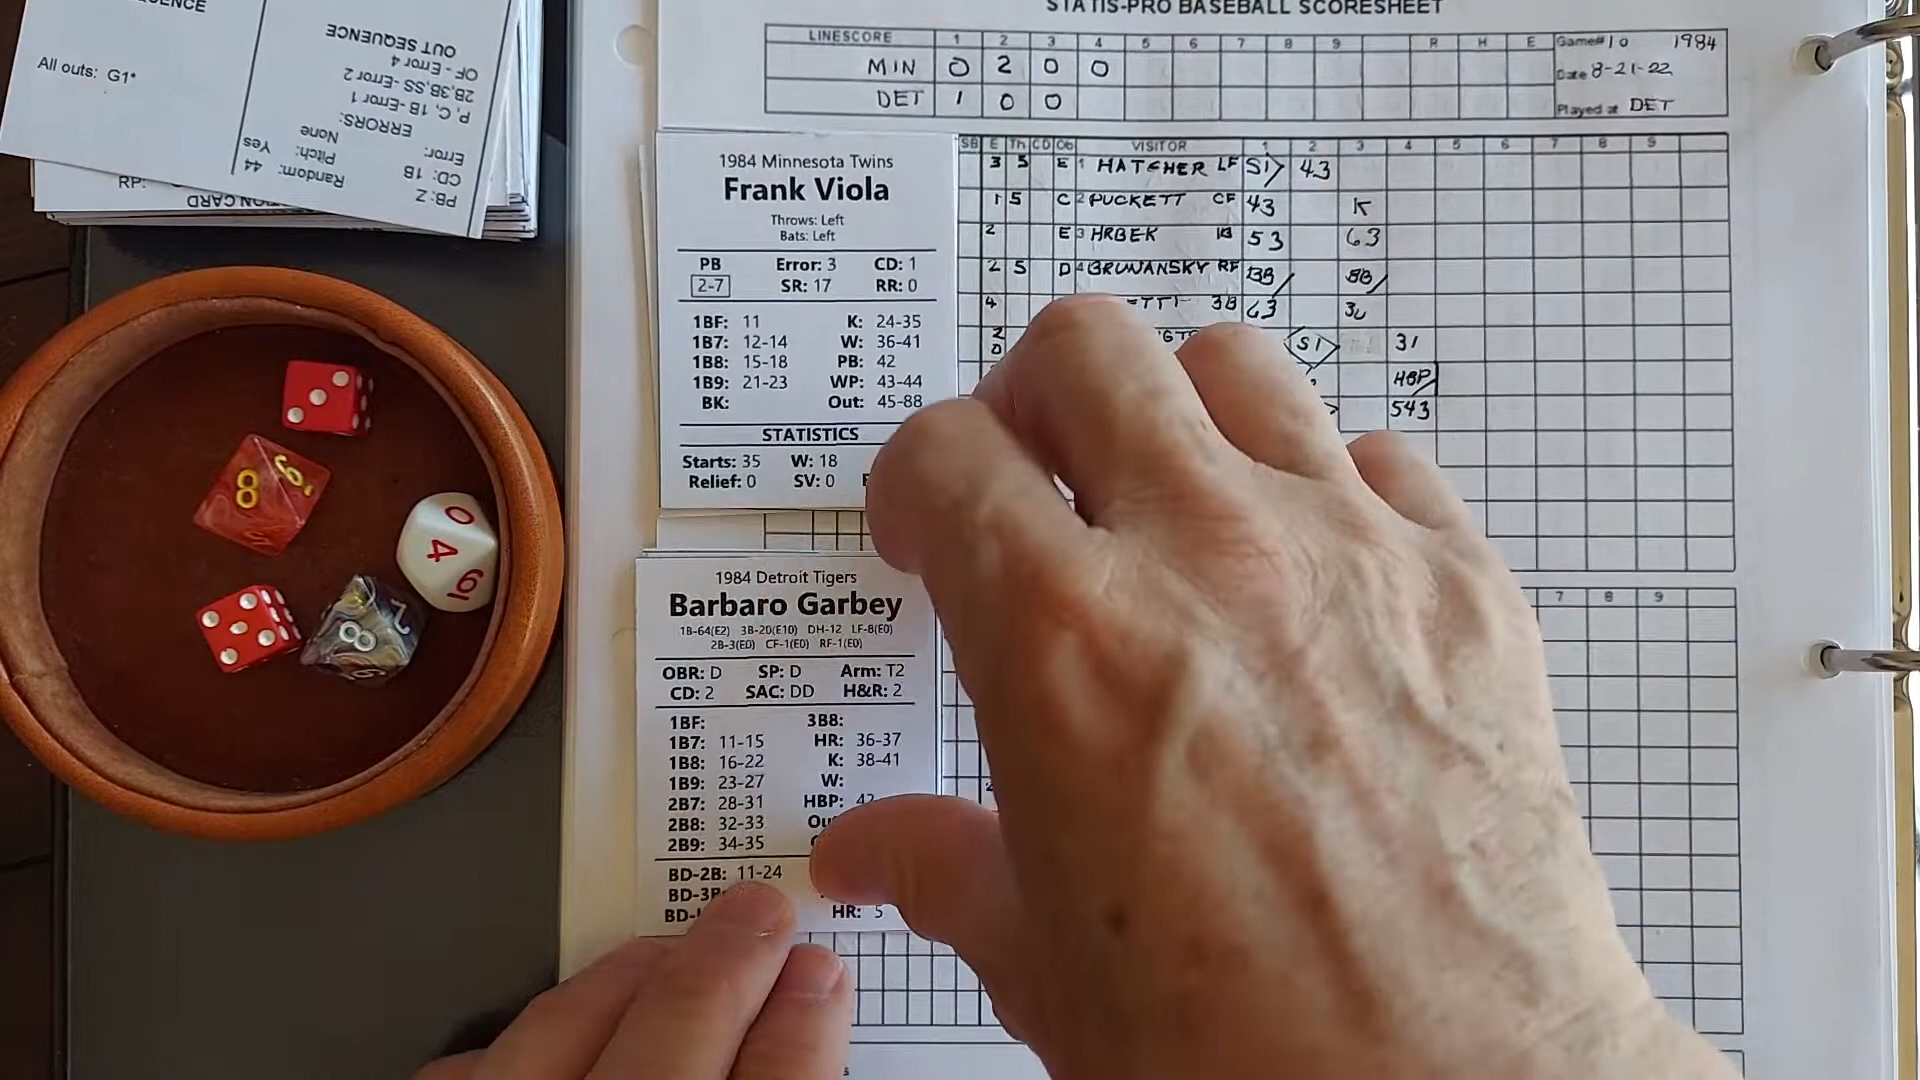 STATIS-PRO BASEBALL SCORESHEET
LINESCORE 1 2 3 4 5 6 7 8 9 R H E
MIN 0 2 0 0
DET 1 0 0
Game# 10 1984
Date 8-21-22
Played at DET
All outs: G1*
OUT SEQUENCE
OF - Error 4
2B,3B,SS -Error 2
P, C, 1B -Error 1
ERRORS:
Random: 44
Pitch: Yes
Error: None
CD: 1B
PB: Z
RP:
1984 Minnesota Twins
Frank Viola
Throws: Left
Bats: Left
PB Error: 3 CD: 1
2-7 SR: 17 RR: 0
1BF: 11 K: 24-35
1B7: 12-14 W: 36-41
1B8: 15-18 PB: 42
1B9: 21-23 WP: 43-44
BK: Out: 45-88
STATISTICS
Starts: 35 W: 18
Relief: 0 SV: 0
SB E Th CD Ob VISITOR 1 2 3 4 5 6 7 8 9
3 5 E 1 HATCHER LF S1 43
1 5 C 2 PUCKETT CF 43 K
2 E 3 HRBEK 1B 53 63
2 5 D 4 BRUNANSKY RF BB BB
4 ETTI 3B 63
2 0 S1 31
HBP
543
1984 Detroit Tigers
Barbaro Garbey
1B-64(E2) 3B-20(E10) DH-12 LF-8(E0)
2B-3(E0) CF-1(E0) RF-1(E0)
OBR: D SP: D Arm: T2
CD: 2 SAC: DD H&R: 2
1BF: 3B8:
1B7: 11-15 HR: 36-37
1B8: 16-22 K: 38-41
1B9: 23-27 W:
2B7: 28-31 HBP: 42
2B8: 32-33
2B9: 34-35
BD-2B: 11-24
HR: 5
7 8 9